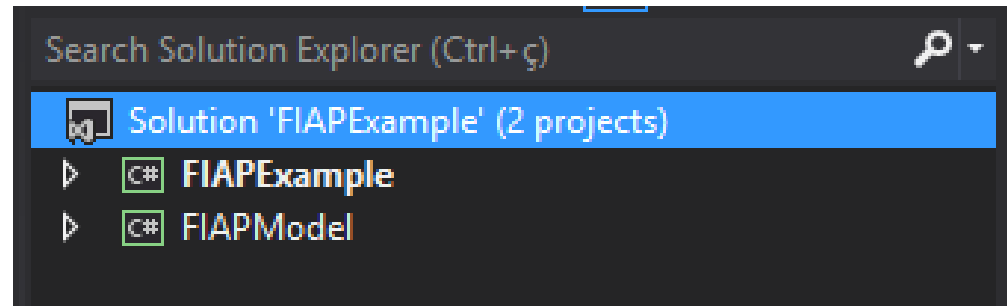 Search Solution Explorer (Ctrl+ç)
Solution 'FIAPExample' (2 projects)
C# FIAPExample
C# FIAPModel